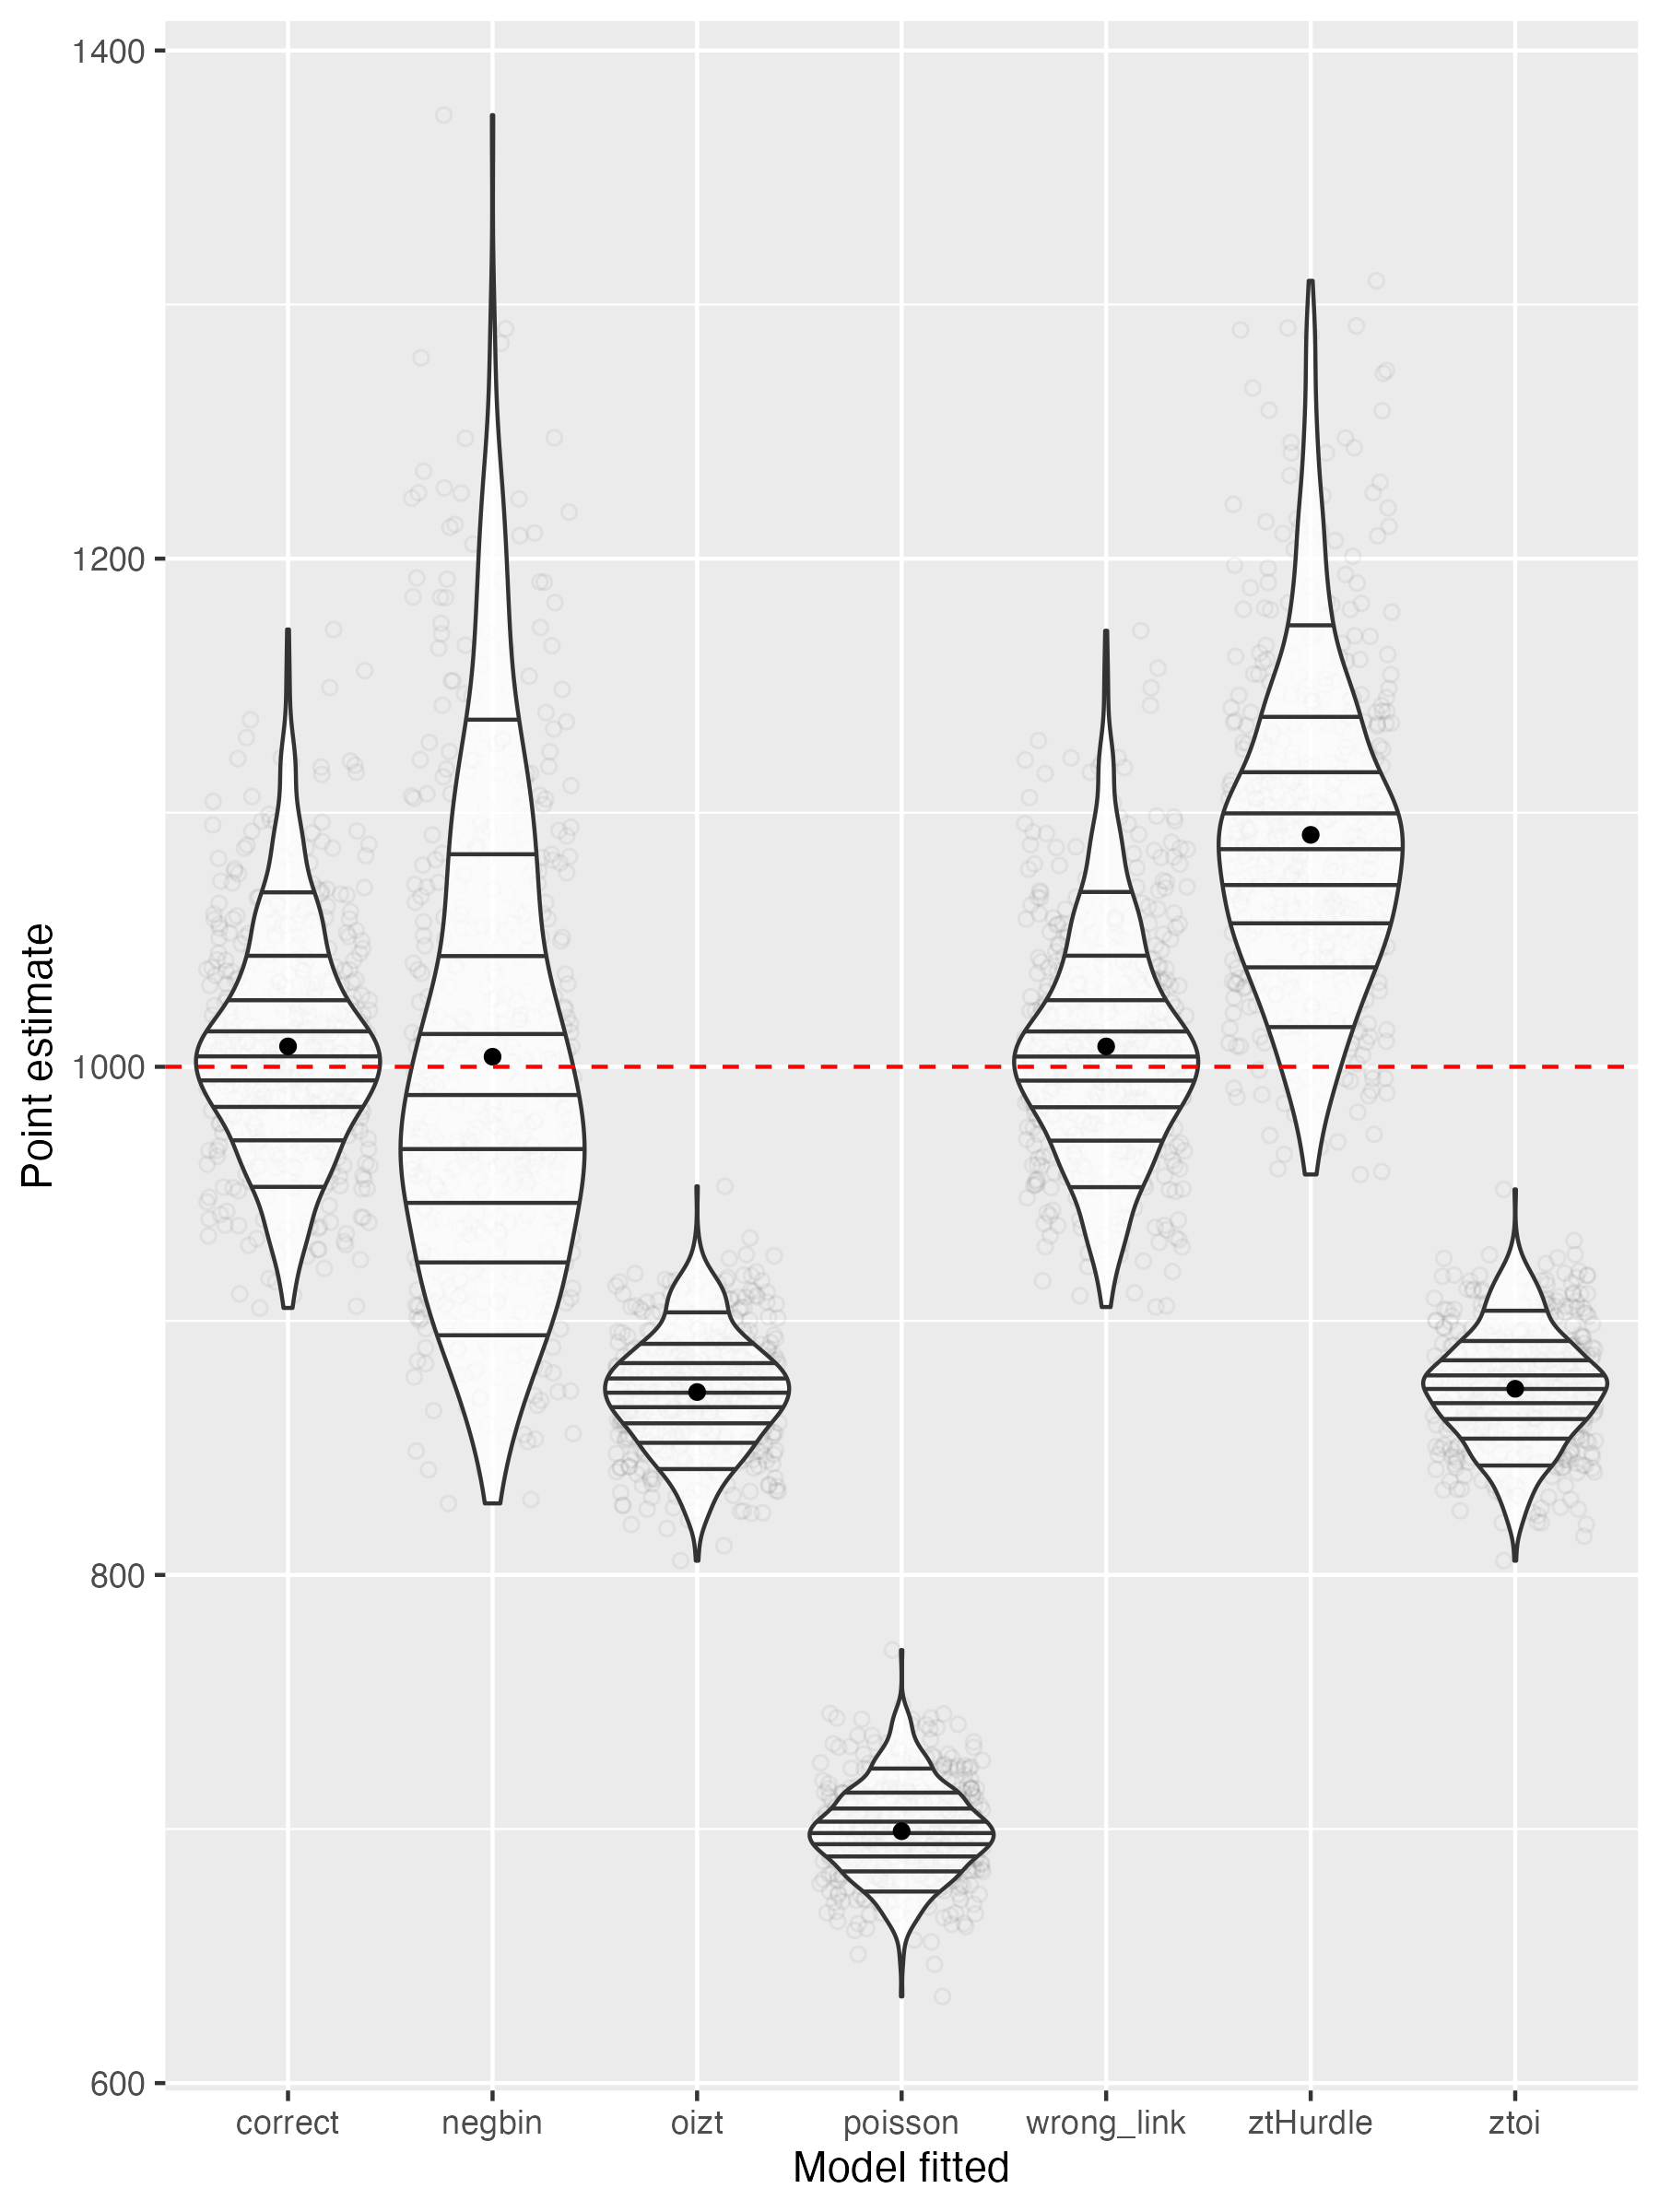 Point estimate
1400
1200
1000
800
600
correct negbin oizt poisson wrong_link ztHurdle ztoi
Model fitted